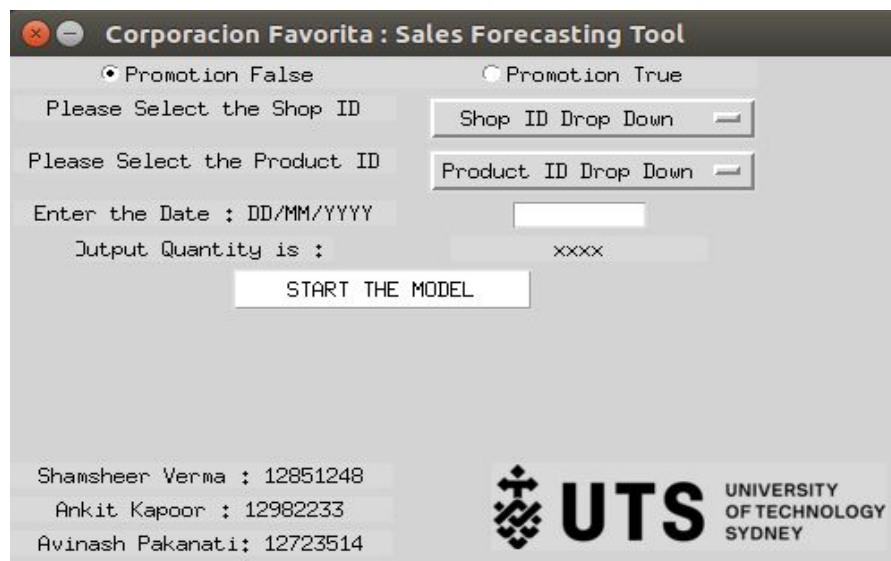 Corporacion Favorita : Sales Forecasting Tool
Promotion False Promotion True
Please Select the Shop ID Shop ID Drop Down
Please Select the Product ID Product ID Drop Down
Enter the Date : DD/MM/YYYY
Output Quantity is : xxxx
START THE MODEL
Shamsheer Verma : 12851248
Ankit Kapoor : 12982233
Avinash Pakanati: 12723514
UTS
UNIVERSITY
OF TECHNOLOGY
SYDNEY